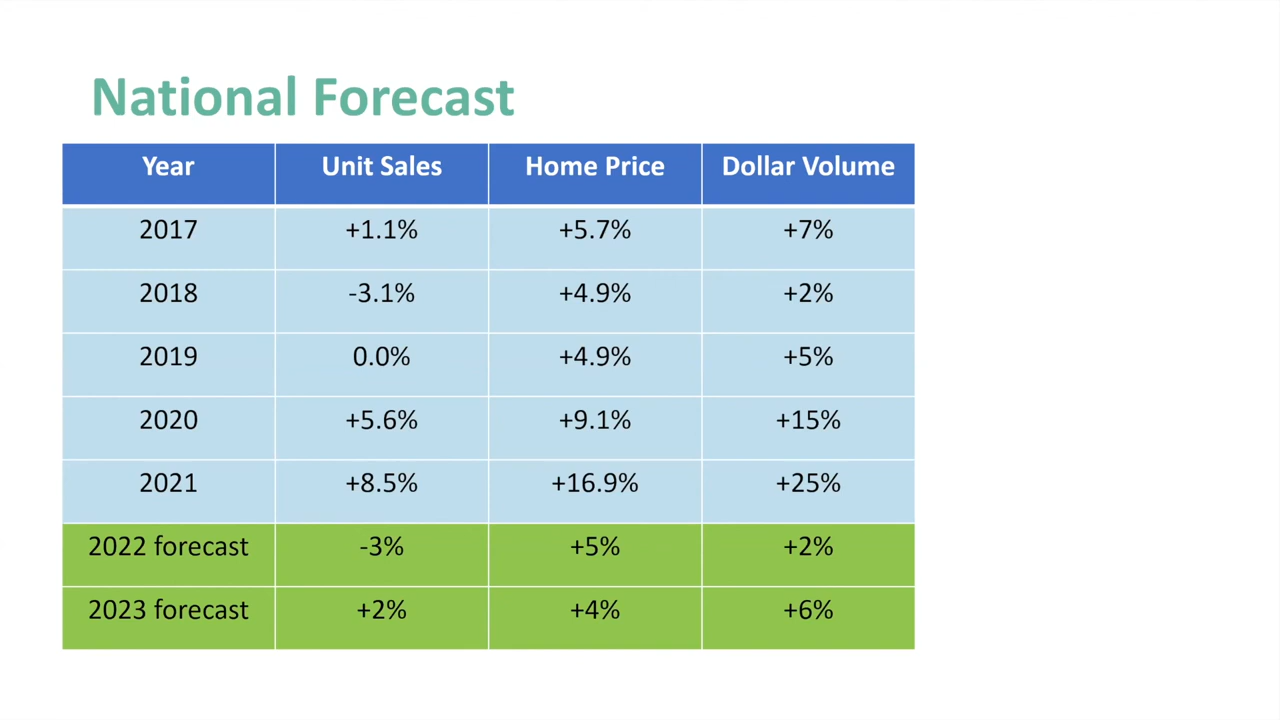 National Forecast
Year Unit Sales Home Price Dollar Volume
2017 +1.1% +5.7% +7%
2018 -3.1% +4.9% +2%
2019 0.0% +4.9% +5%
2020 +5.6% +9.1% +15%
2021 +8.5% +16.9% +25%
2022 forecast -3% +5% +2%
2023 forecast +2% +4% +6%